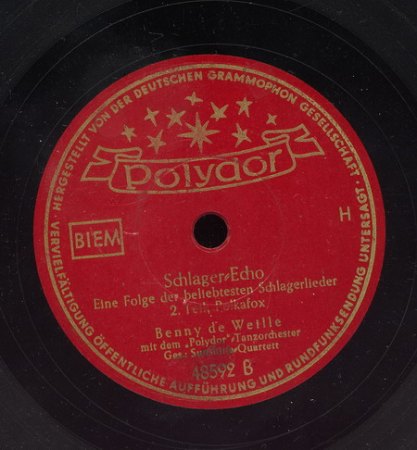 HERGESTELLT VON DER DEUTSCHEN GRAMMOPHON GESELLSCHAFT
Polydor
BIEM
H
Schlager-Echo
Eine Folge der beliebtesten Schlagerlieder
2. Teil, Polkafox
Benny de Weille
mit dem „Polydor"-Tanzorchester
Ges.: Quartett
48592 B
VERVIELFÄLTIGUNG ÖFFENTLICHE AUFFÜHRUNG UND RUNDFUNKSENDUNG UNTERSAGT